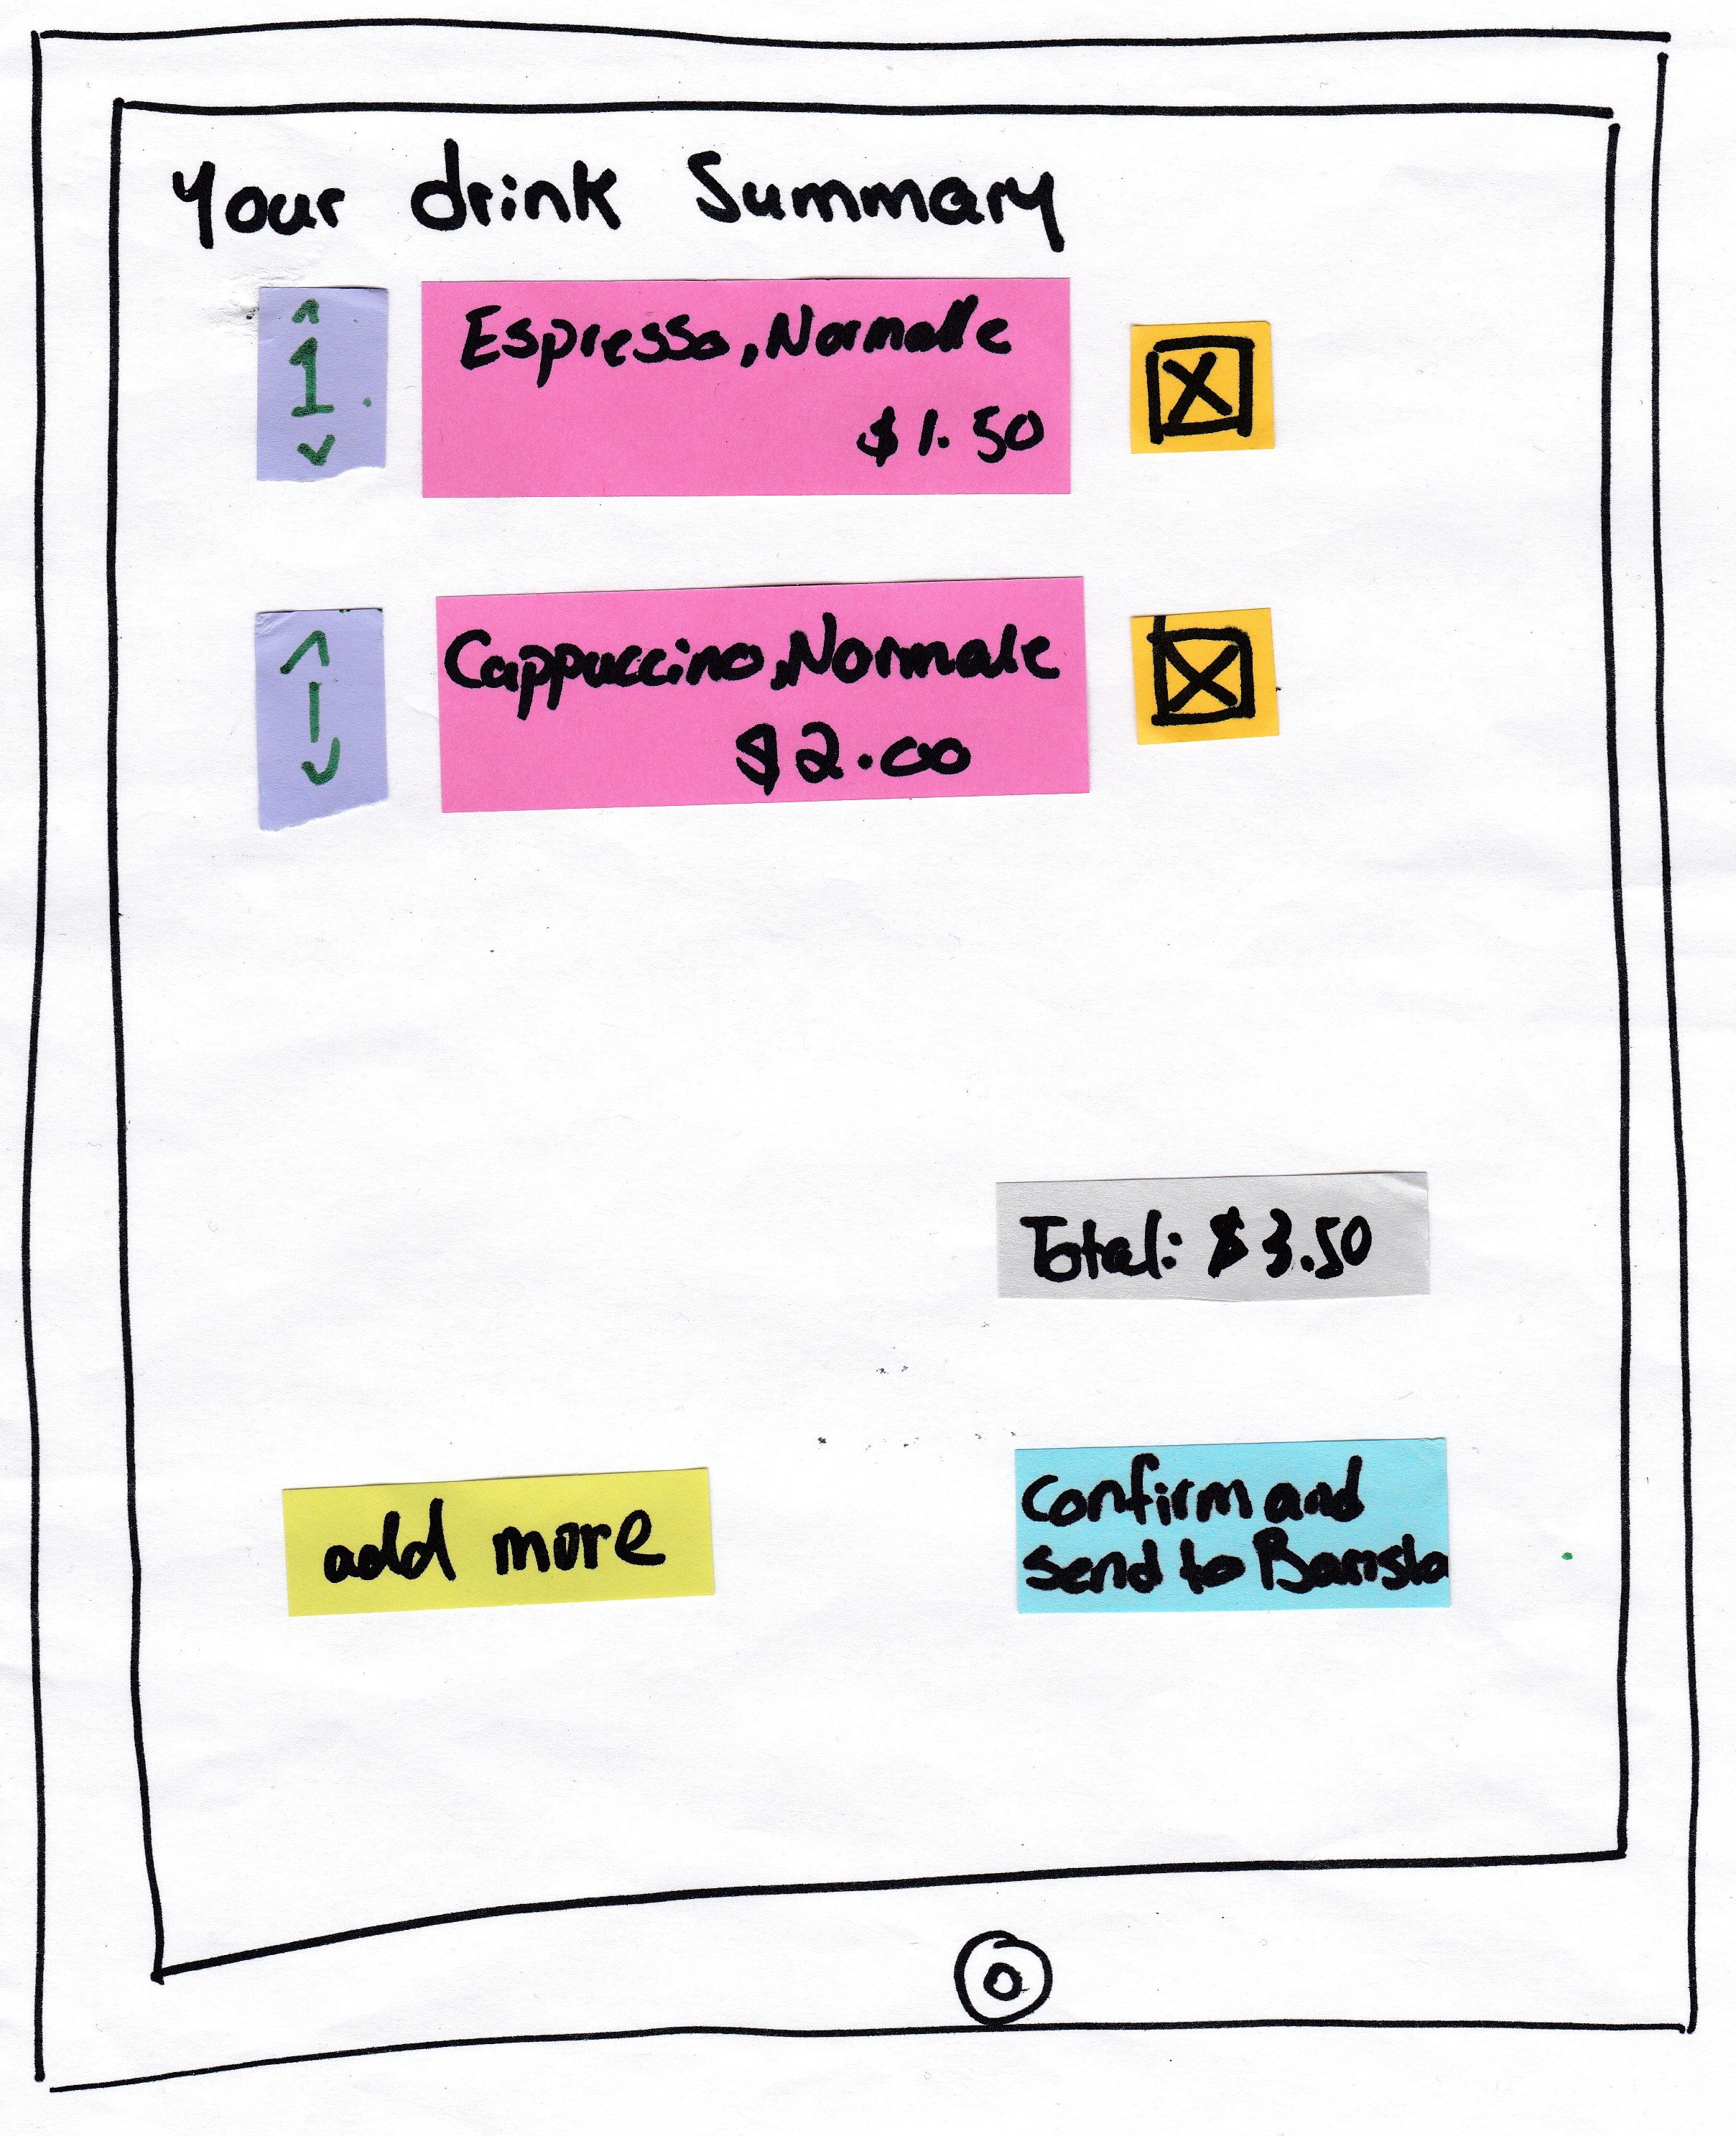 Your drink Summary
^
1
v
Espresso, Normale
$1.50
X
^
1
v
Cappuccino, Normale
$2.00
X
Total: $3.50
add more
Confirm and
send to Barista